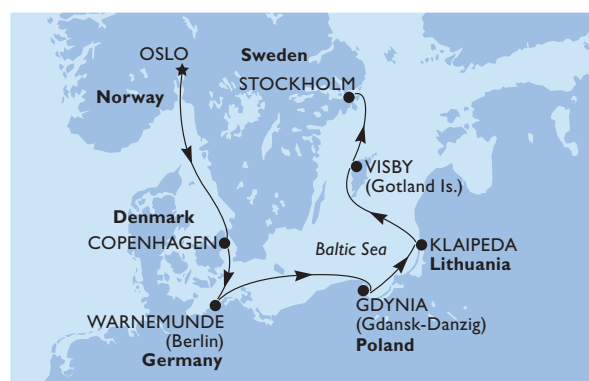 OSLO
Sweden
STOCKHOLM
Norway
VISBY
(Gotland Is.)
Denmark
COPENHAGEN
Baltic Sea
KLAIPEDA
Lithuania
GDYNIA
(Gdansk-Danzig)
Poland
WARNEMUNDE
(Berlin)
Germany